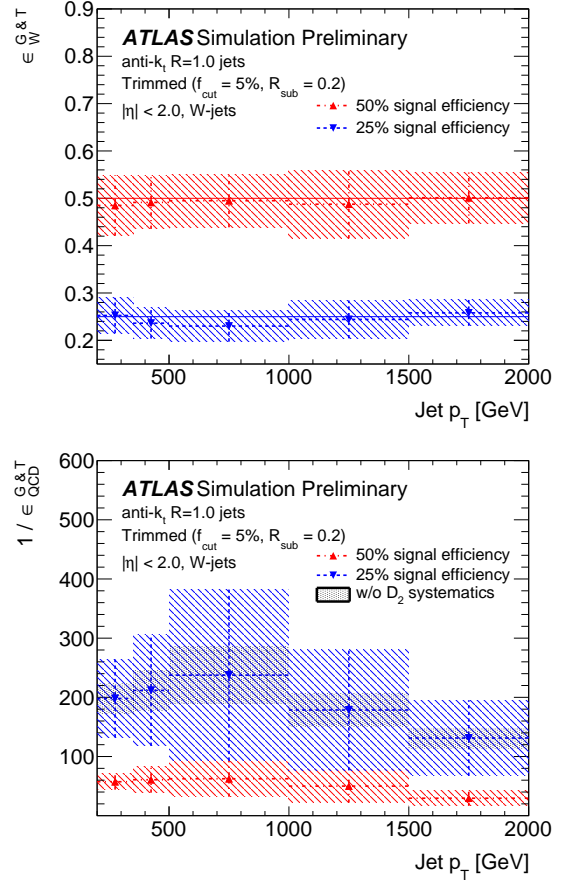 0.9
ATLAS Simulation Preliminary
anti-k_t R=1.0 jets
Trimmed (f_cut = 5%, R_sub = 0.2)
|η| < 2.0, W-jets
50% signal efficiency
25% signal efficiency
0.8
0.7
0.6
0.5
0.4
0.3
0.2
∈_W^G & T
500 1000 1500 2000
Jet p_T [GeV]
600
ATLAS Simulation Preliminary
anti-k_t R=1.0 jets
Trimmed (f_cut = 5%, R_sub = 0.2)
|η| < 2.0, W-jets
50% signal efficiency
25% signal efficiency
w/o D_2 systematics
500
400
300
200
100
1 / ∈_QCD^G & T
500 1000 1500 2000
Jet p_T [GeV]